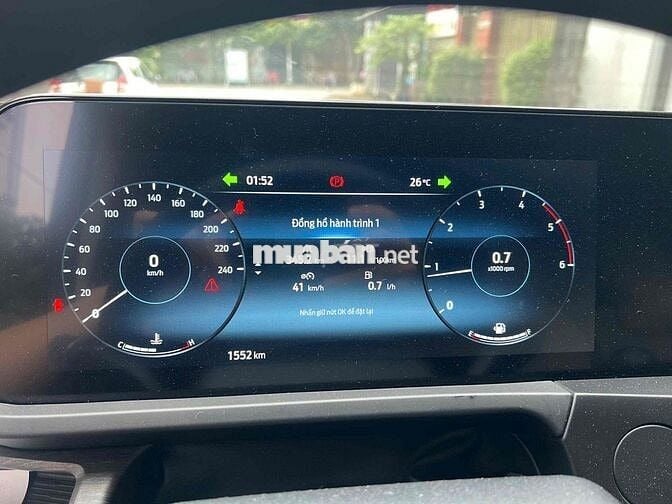 01:52
26°C
Đồng hồ hành trình 1
muaban.net
0
km/h
0
20
40
60
80
100
120
140
160
180
200
220
240
41 km/h
0.7 l/h
Nhấn giữ nút OK để đặt lại
0.7
x1000 rpm
0
1
2
3
4
5
6
C
H
E
F
1552 km